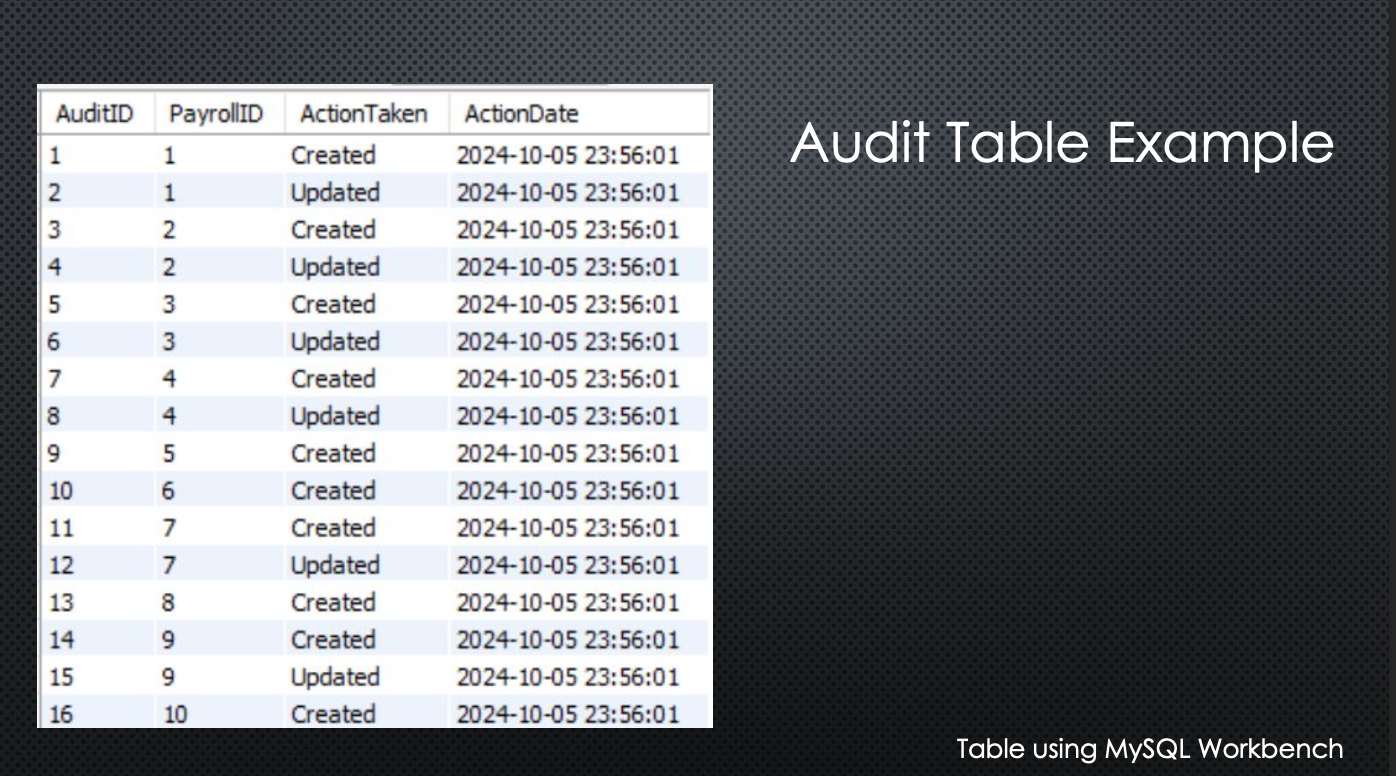 AuditID PayrollID ActionTaken ActionDate
1 1 Created 2024-10-05 23:56:01
2 1 Updated 2024-10-05 23:56:01
3 2 Created 2024-10-05 23:56:01
4 2 Updated 2024-10-05 23:56:01
5 3 Created 2024-10-05 23:56:01
6 3 Updated 2024-10-05 23:56:01
7 4 Created 2024-10-05 23:56:01
8 4 Updated 2024-10-05 23:56:01
9 5 Created 2024-10-05 23:56:01
10 6 Created 2024-10-05 23:56:01
11 7 Created 2024-10-05 23:56:01
12 7 Updated 2024-10-05 23:56:01
13 8 Created 2024-10-05 23:56:01
14 9 Created 2024-10-05 23:56:01
15 9 Updated 2024-10-05 23:56:01
16 10 Created 2024-10-05 23:56:01
Audit Table Example
Table using MySQL Workbench